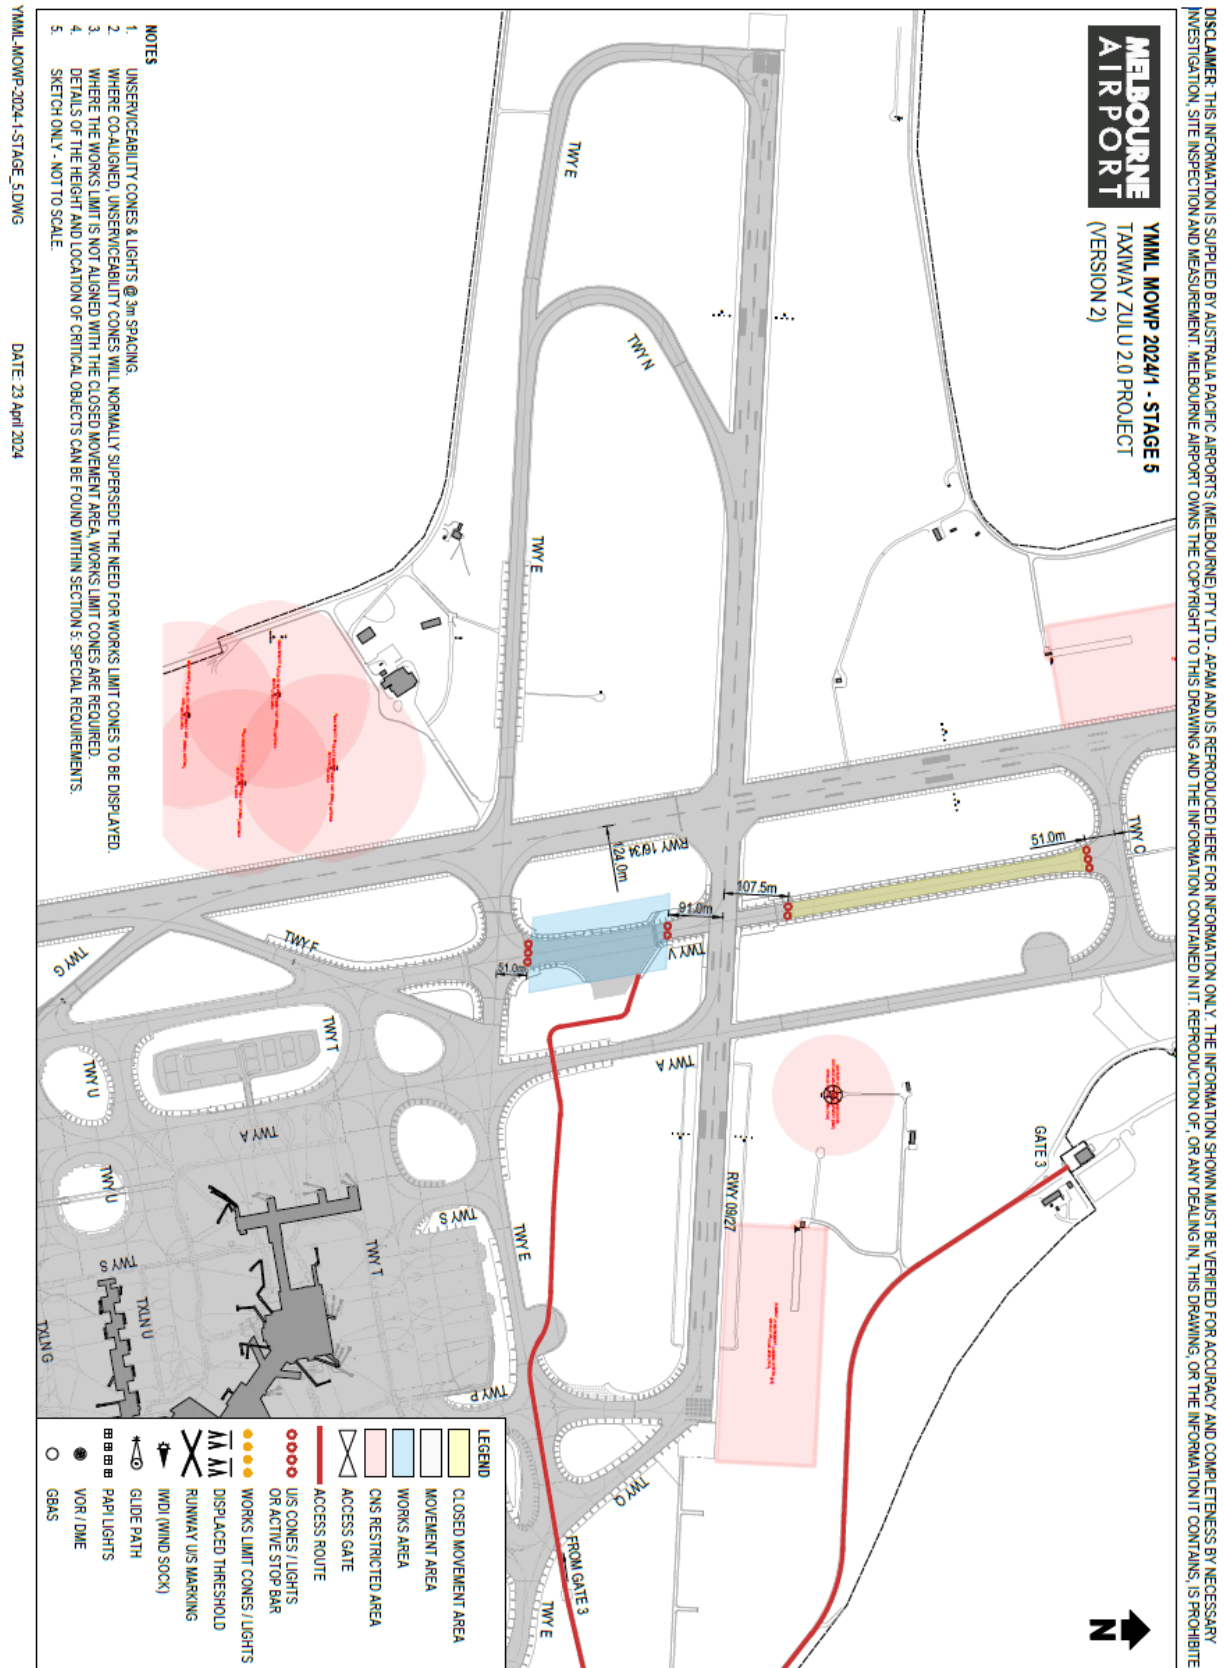 DISCLAIMER: THIS INFORMATION IS SUPPLIED BY AUSTRALIA PACIFIC AIRPORTS (MELBOURNE) PTY LTD - APAM AND IS REPRODUCED HERE FOR INFORMATION ONLY. THE INFORMATION SHOWN MUST BE VERIFIED FOR ACCURACY AND COMPLETENESS BY NECESSARY
INVESTIGATION, SITE INSPECTION AND MEASUREMENT. MELBOURNE AIRPORT OWNS THE COPYRIGHT TO THIS DRAWING AND THE INFORMATION CONTAINED IN IT. REPRODUCTION OF, OR ANY DEALING IN, THIS DRAWING, OR THE INFORMATION IT CONTAINS, IS PROHIBITE
MELBOURNE
AIRPORT
YMML MOWP 2024/1 - STAGE 5
TAXIWAY ZULU 2.0 PROJECT
(VERSION 2)
N
TWY C
51.0m
GATE 3
107.5m
RWY 09/27
91.0m
TWY V
RWY 16/34
124.0m
TWY A
TWY N
TWY E
TWY E
51.0m
TWY E
TWY Q
FROM GATE 3
TWY E
TWY R
TWY S
TWY T
TWY F
TWY T
TWY A
TWY G
TWY U
TWY U
TWY S
TXLN U
TXLN G
LEGEND
CLOSED MOVEMENT AREA
MOVEMENT AREA
WORKS AREA
CNS RESTRICTED AREA
ACCESS GATE
ACCESS ROUTE
U/S CONES / LIGHTS
OR ACTIVE STOP BAR
WORKS LIMIT CONES / LIGHTS
DISPLACED THRESHOLD
RUNWAY U/S MARKING
IWDI (WIND SOCK)
GLIDE PATH
PAPI LIGHTS
VOR / DME
GBAS
NOTES
1. UNSERVICEABILITY CONES & LIGHTS @ 3m SPACING.
2. WHERE CO-ALIGNED, UNSERVICEABILITY CONES WILL NORMALLY SUPERSEDE THE NEED FOR WORKS LIMIT CONES TO BE DISPLAYED.
3. WHERE THE WORKS LIMIT IS NOT ALIGNED WITH THE CLOSED MOVEMENT AREA, WORKS LIMIT CONES ARE REQUIRED.
4. DETAILS OF THE HEIGHT AND LOCATION OF CRITICAL OBJECTS CAN BE FOUND WITHIN SECTION 5: SPECIAL REQUIREMENTS.
5. SKETCH ONLY - NOT TO SCALE.
YMML-MOWP-2024-1-STAGE_5.DWG
DATE: 23 April 2024